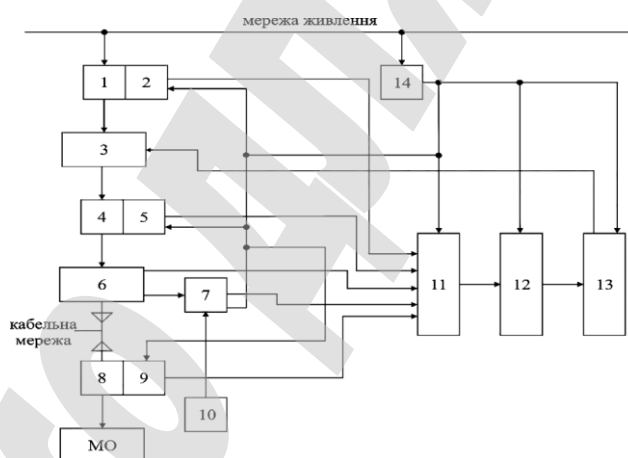 мережа живлення
1 2 14
3
4 5
6 7 11 12 13
кабельна
мережа
8 9
10
МО